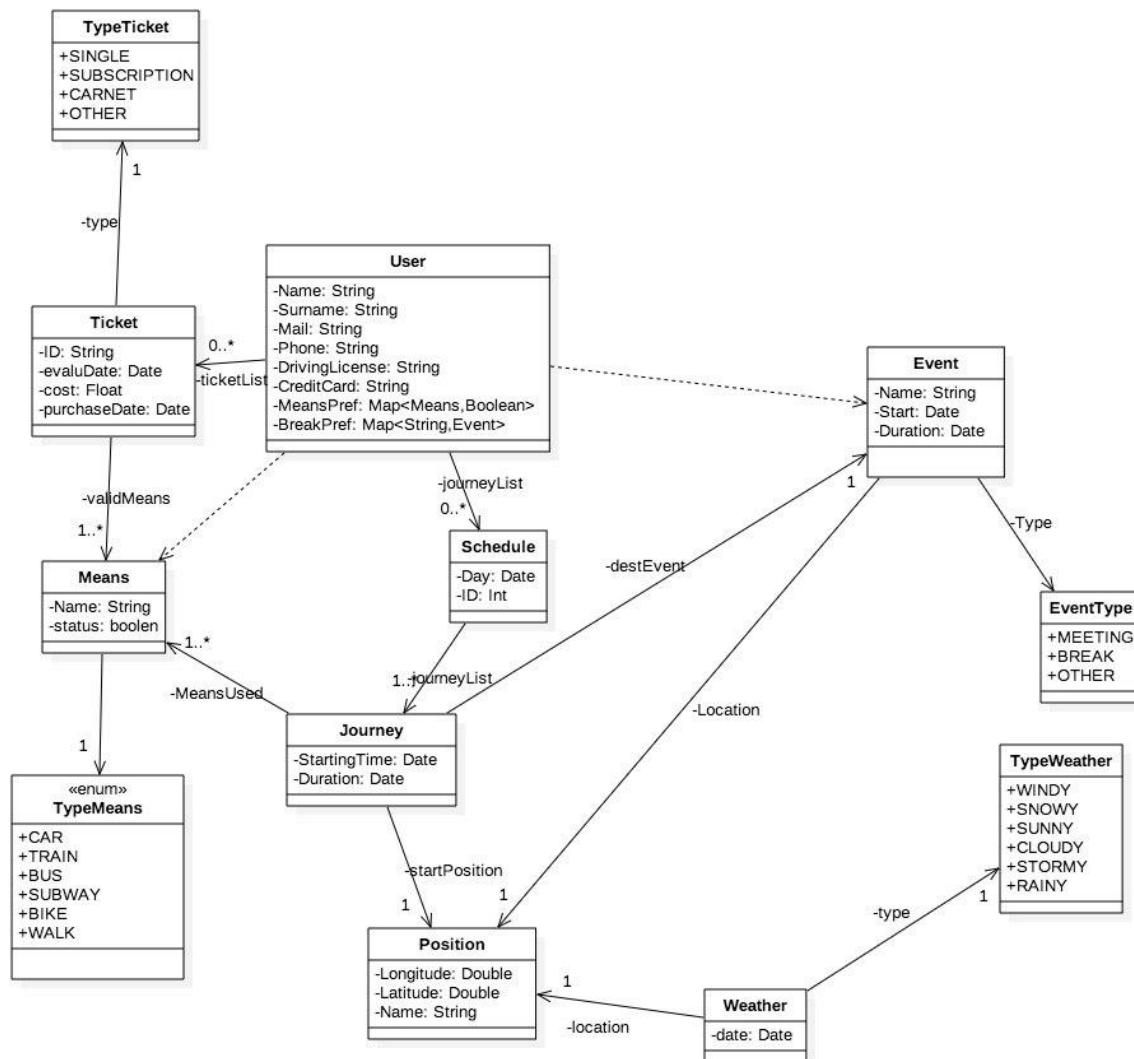 TypeTicket
+SINGLE
+SUBSCRIPTION
+CARNET
+OTHER
1
-type
User
-Name: String
-Surname: String
-Mail: String
-Phone: String
-DrivingLicense: String
-CreditCard: String
-MeansPref: Map<Means,Boolean>
-BreakPref: Map<String,Event>
Ticket
-ID: String
-evaluDate: Date
-cost: Float
-purchaseDate: Date
0..*
-ticketList
Event
-Name: String
-Start: Date
-Duration: Date
1
-validMeans
1..*
-journeyList
0..*
-Type
Means
-Name: String
-status: boolen
Schedule
-Day: Date
-ID: Int
-destEvent
EventType
+MEETING
+BREAK
+OTHER
1..*
-MeansUsed
1..*
-journeyList
-Location
1
Journey
-StartingTime: Date
-Duration: Date
«enum»
TypeMeans
+CAR
+TRAIN
+BUS
+SUBWAY
+BIKE
+WALK
TypeWeather
+WINDY
+SNOWY
+SUNNY
+CLOUDY
+STORMY
+RAINY
1
-startPosition
1
1
-type
Position
-Longitude: Double
-Latitude: Double
-Name: String
1
-location
Weather
-date: Date